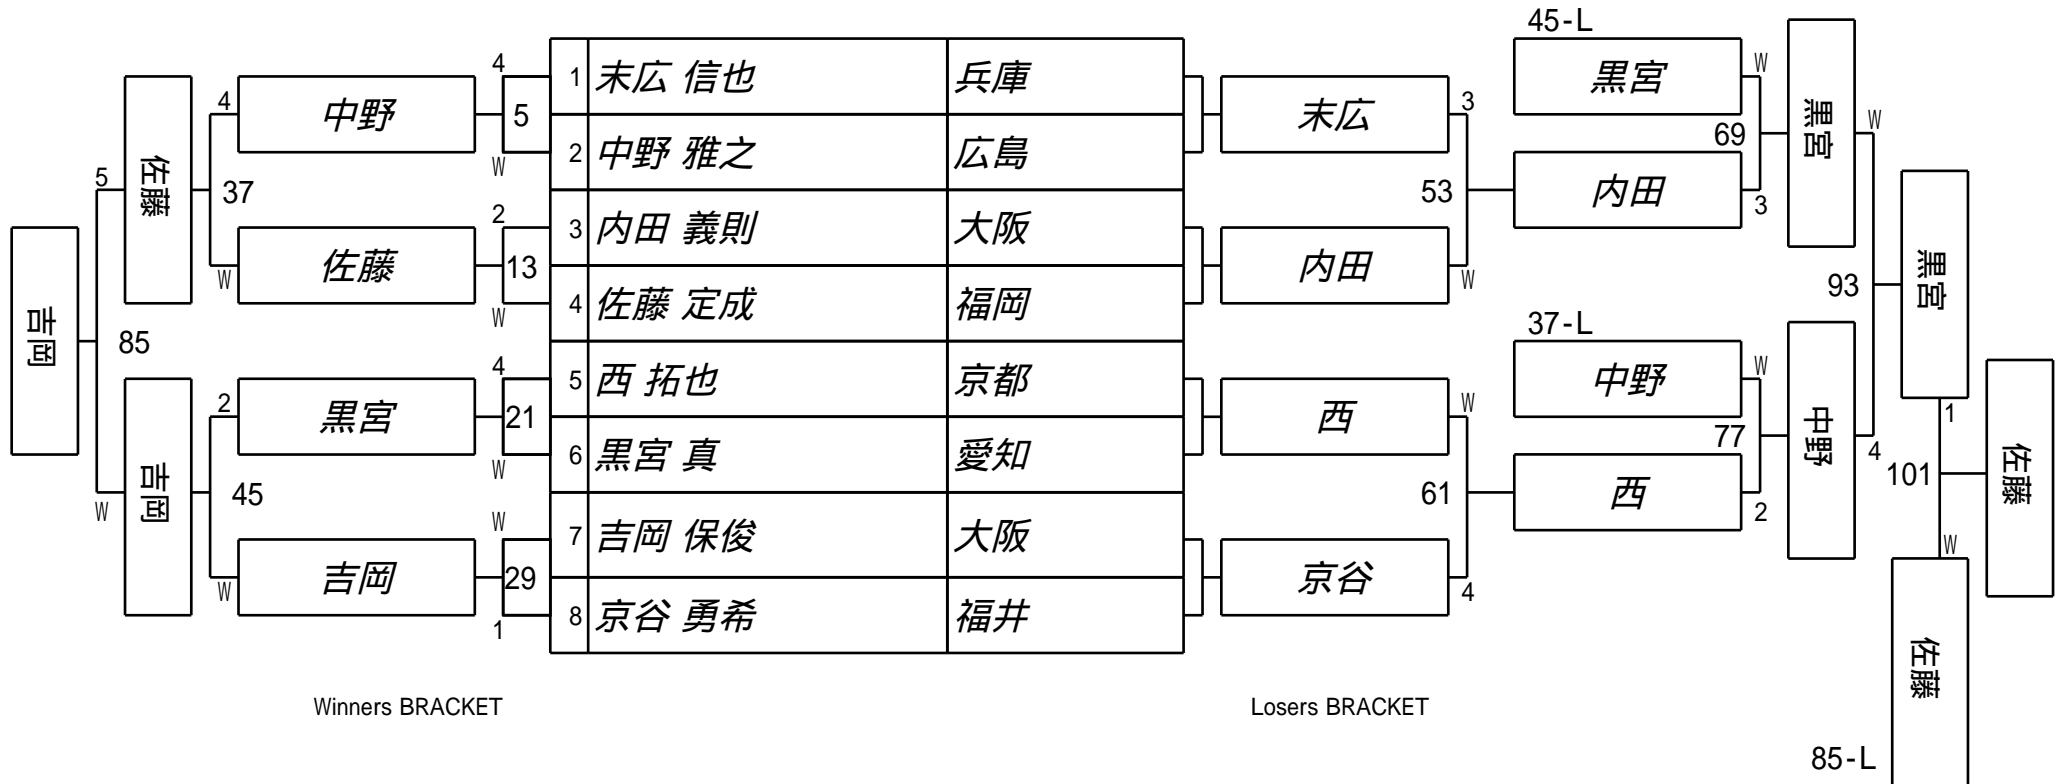 吉岡
5
W
85
佐藤
吉岡
4
37
W
2
45
W
中野
佐藤
黒宮
吉岡
4
5
W
2
13
W
4
21
W
W
29
1
1 末広 信也 兵庫
2 中野 雅之 広島
3 内田 義則 大阪
4 佐藤 定成 福岡
5 西 拓也 京都
6 黒宮 真 愛知
7 吉岡 保俊 大阪
8 京谷 勇希 福井
末広
内田
西
京谷
3
53
W
W
61
4
45-L
黒宮
内田
37-L
中野
西
W
69
3
W
77
2
黒宮
中野
W
93
4
黒宮
1
101
W
佐藤
佐藤
85-L
Winners BRACKET
Losers BRACKET